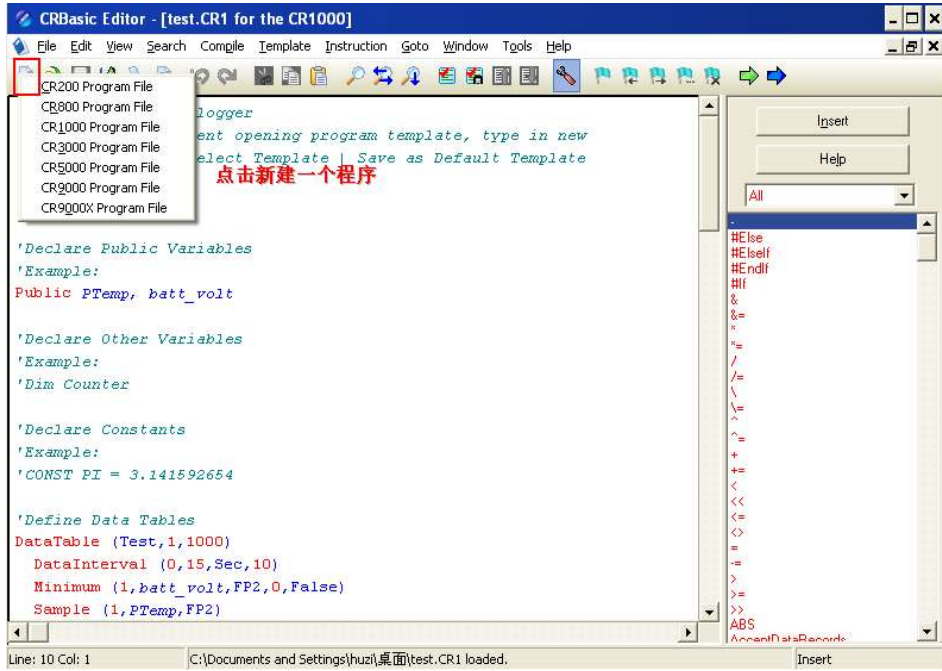 CRBasic Editor - [test.CR1 for the CR1000]
File Edit View Search Compile Template Instruction Goto Window Tools Help
CR200 Program File
CR800 Program File
CR1000 Program File
CR3000 Program File
CR5000 Program File
CR9000 Program File
CR9000X Program File
logger
ent opening program template, type in new
elect Template | Save as Default Template
点击新建一个程序
'Declare Public Variables
'Example:
Public PTemp, batt_volt
'Declare Other Variables
'Example:
'Dim Counter
'Declare Constants
'Example:
'CONST PI = 3.141592654
'Define Data Tables
DataTable (Test,1,1000)
DataInterval (0,15,Sec,10)
Minimum (1,batt_volt,FP2,0,False)
Sample (1,PTemp,FP2)
Insert
Help
All
-
#Else
#ElseIf
#EndIf
#If
&
&=
*
*=
/
/=
\
\=
^
^=
+
+=
<
<<
<=
<>
=
-=
>
>=
>>
ABS
AcceptDataRecords
Line: 10 Col: 1
C:\Documents and Settings\huzi\桌面\test.CR1 loaded.
Insert